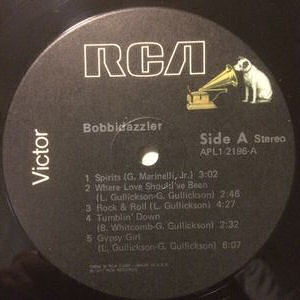 RCA
Victor
Bobbidazzler
Side A Stereo
APL1-2196-A
1 Spirits (G. Marinelli, Jr.) 3:02
2 Where Love Should've Been
(L. Gullickson-G. Gullickson) 2:46
3 Rock & Roll (L. Gullickson) 4:27
4 Tumblin' Down
(B. Whitcomb-G. Gullickson) 2:32
5 Gypsy Girl
(L. Gullickson-G. Gullickson) 6:07